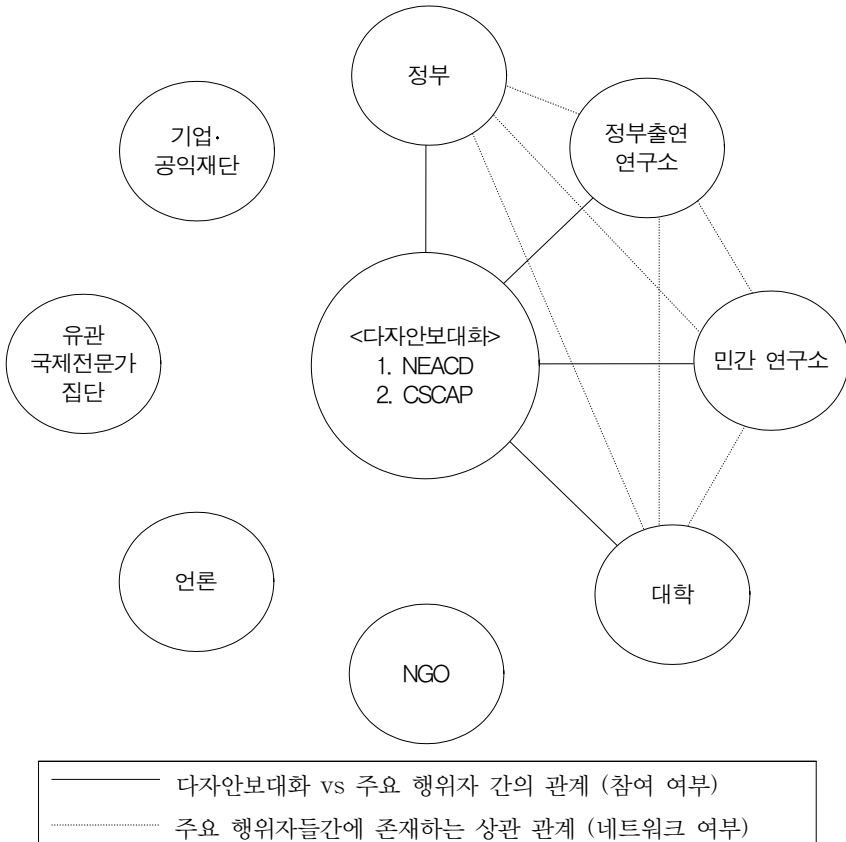 정부
기업·
공익재단
정부출연
연구소
유관
국제전문가
집단
<다자안보대화>
1. NEACD
2. CSCAP
민간 연구소
언론
대학
NGO
다자안보대화 vs 주요 행위자 간의 관계 (참여 여부)
주요 행위자들간에 존재하는 상관 관계 (네트워크 여부)